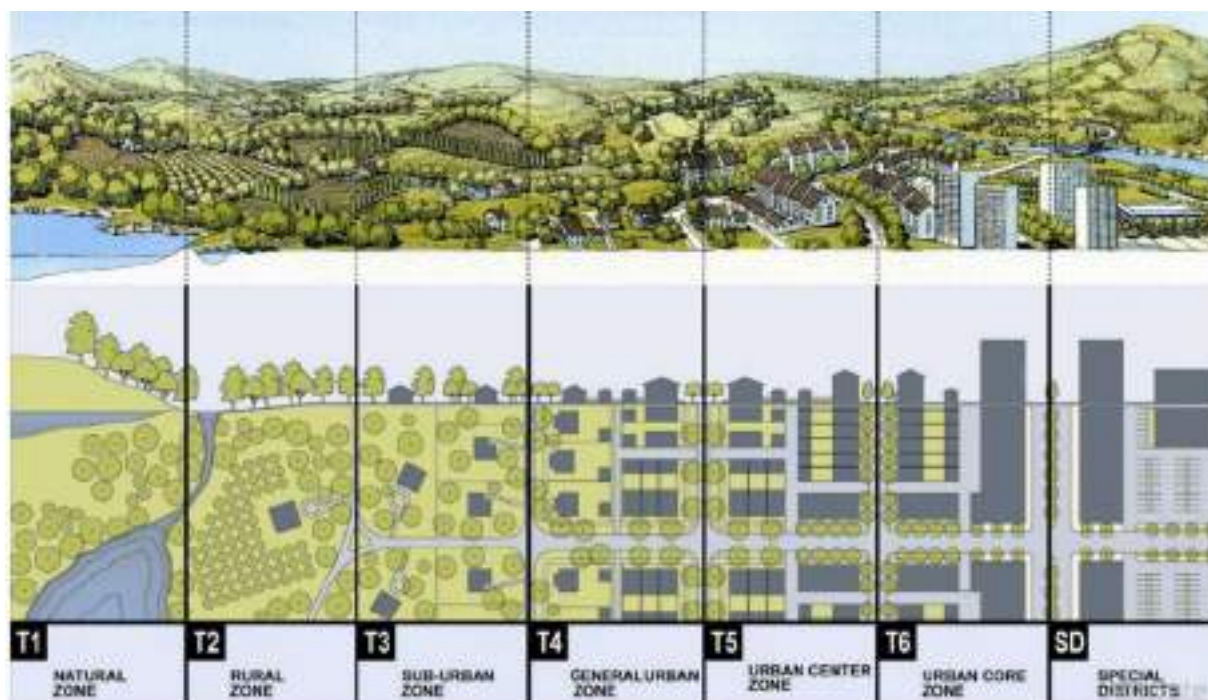 T1
NATURAL
ZONE
T2
RURAL
ZONE
T3
SUB-URBAN
ZONE
T4
GENERAL URBAN
ZONE
T5
URBAN CENTER
ZONE
T6
URBAN CORE
ZONE
SD
SPECIAL
DISTRICTS